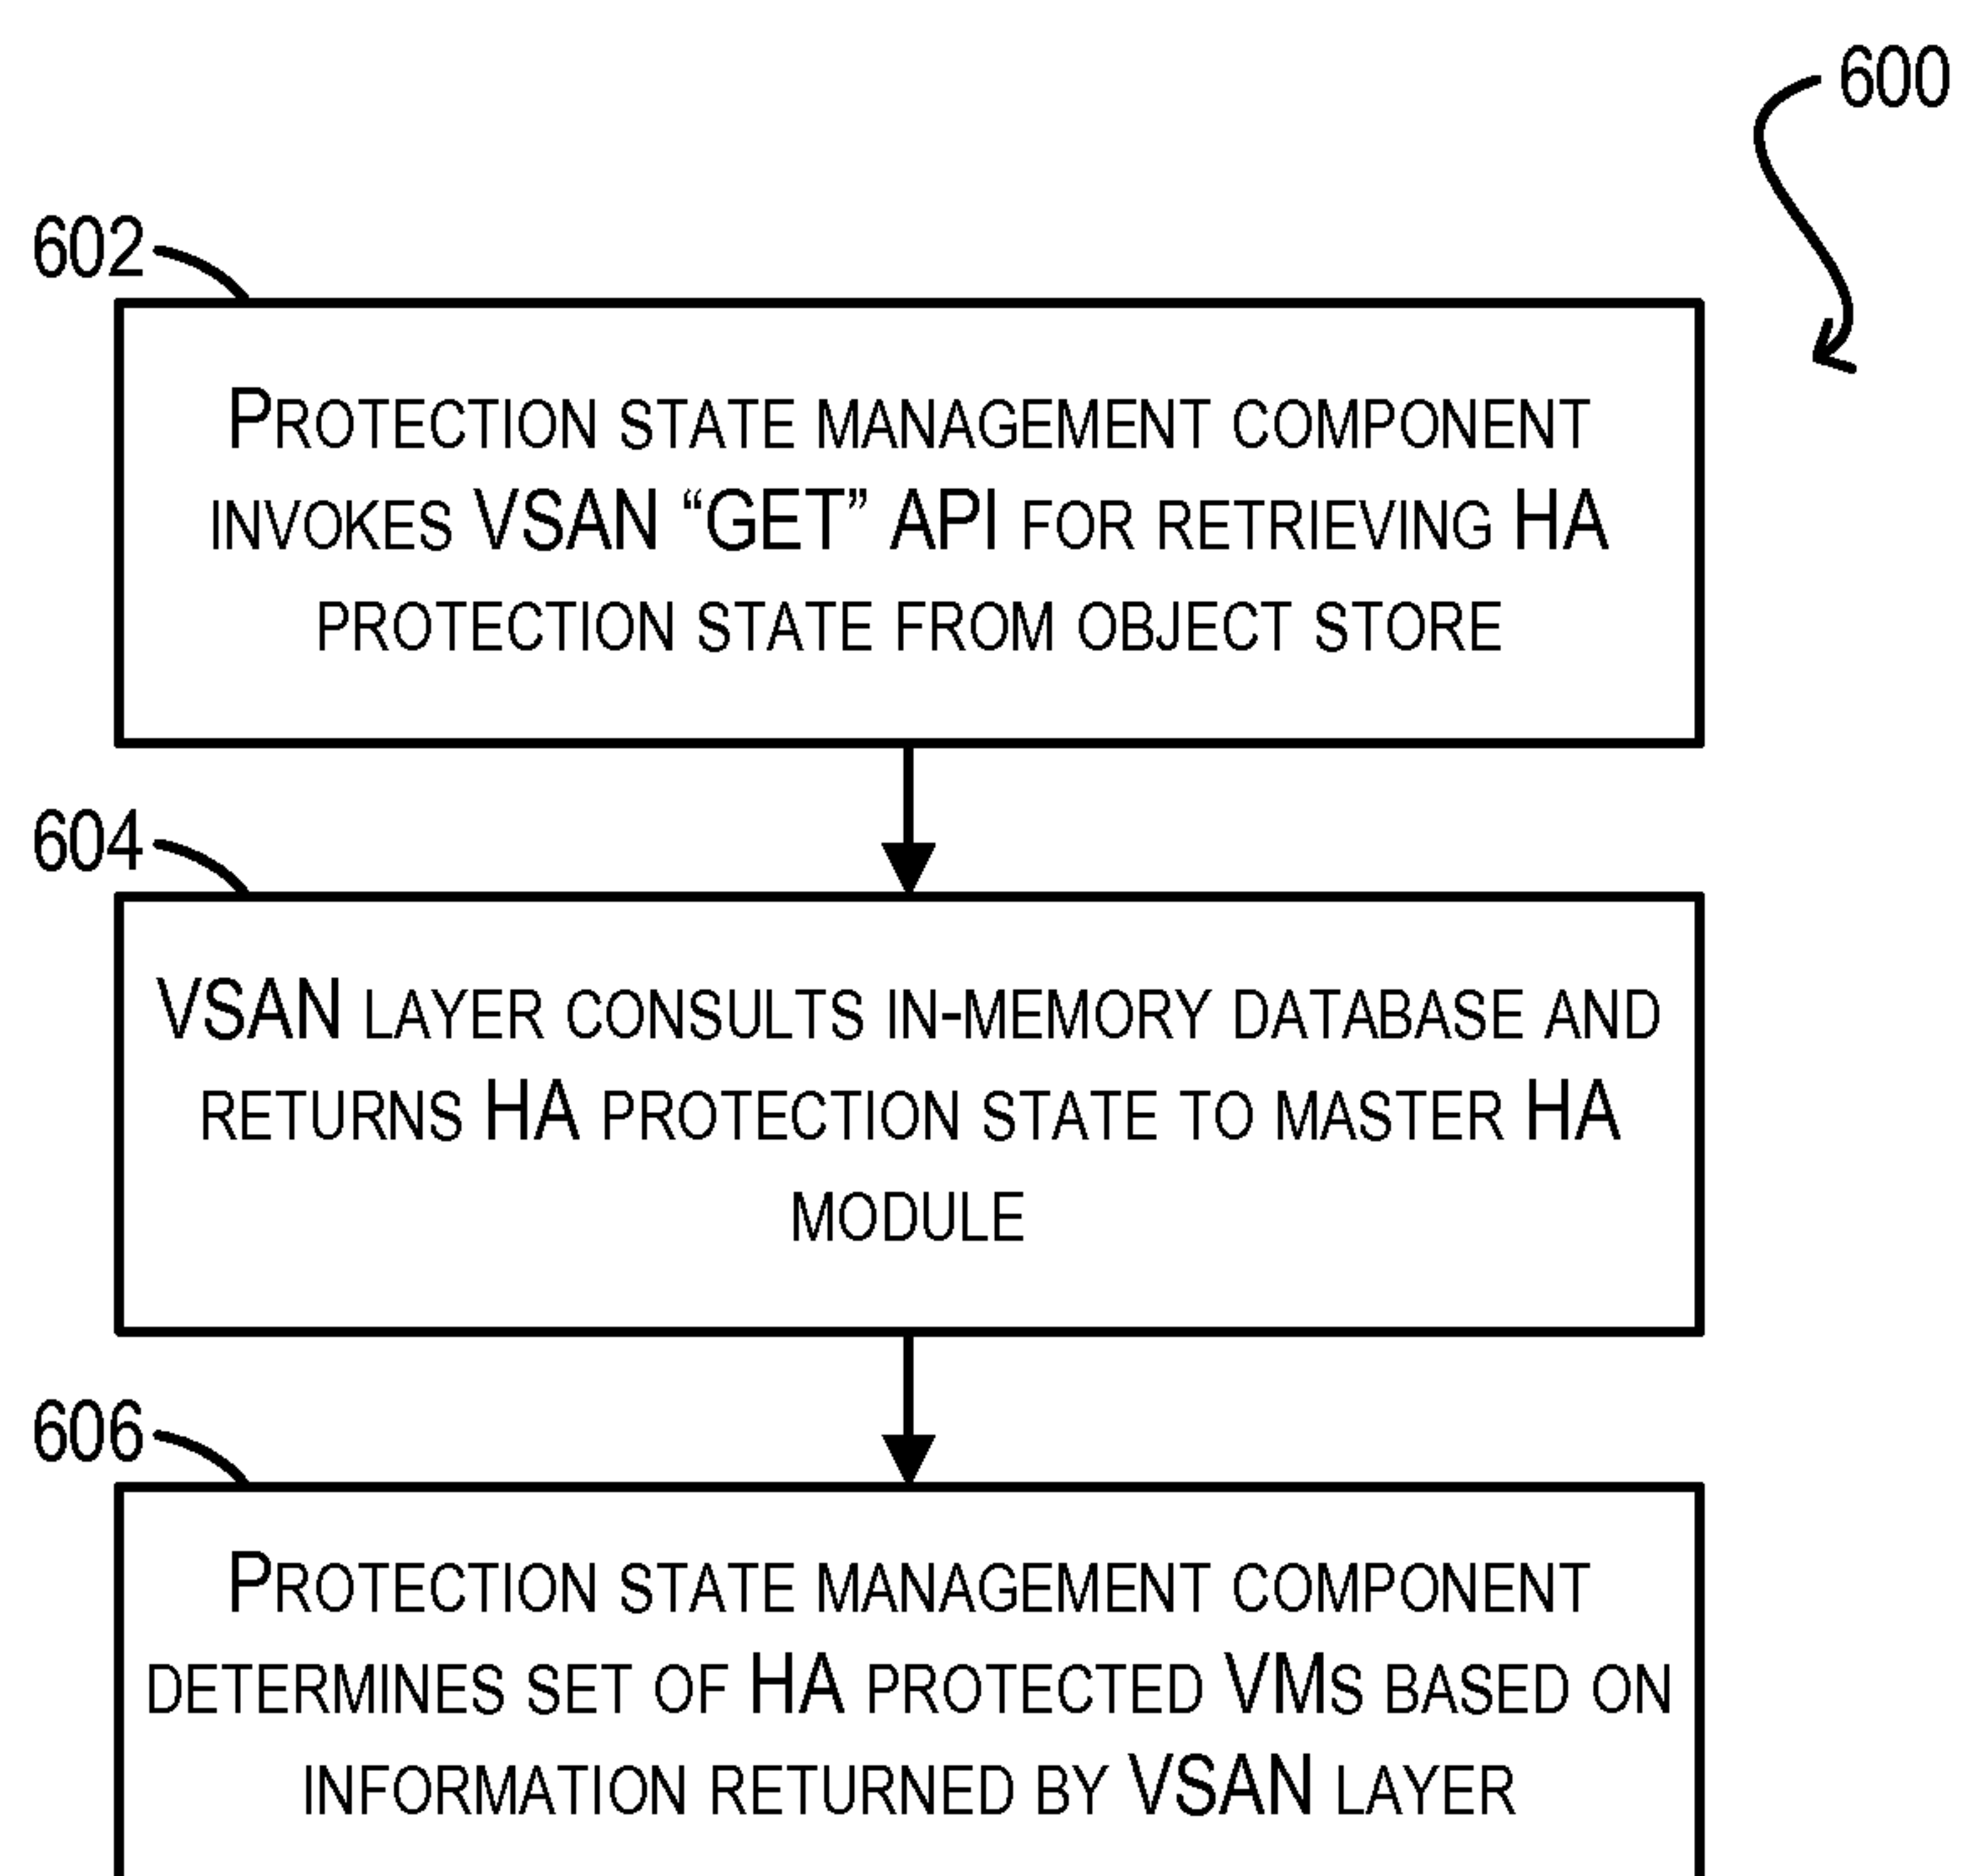 600
602
Protection state management component
invokes VSAN “GET” API for retrieving HA
protection state from object store
604
VSAN layer consults in-memory database and
returns HA protection state to master HA
module
606
Protection state management component
determines set of HA protected VMs based on
information returned by VSAN layer